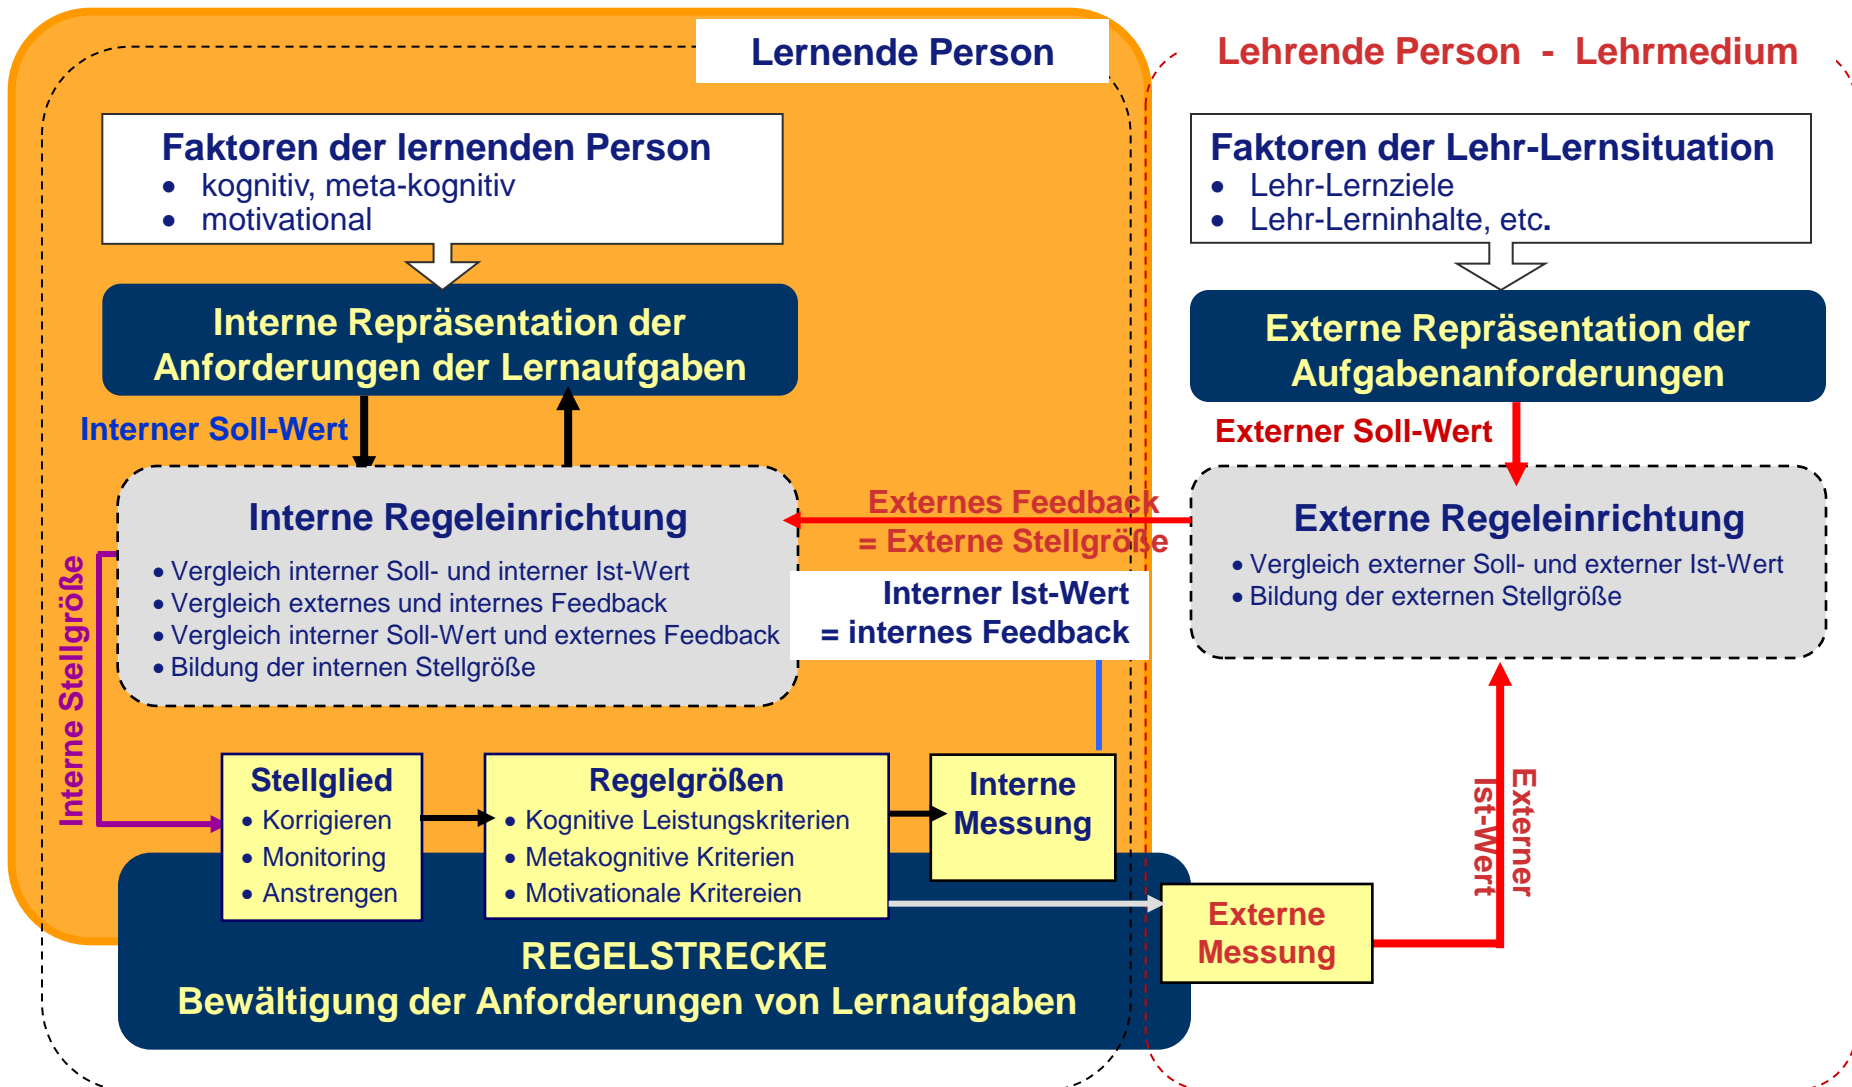 Lernende Person
Lehrende Person - Lehrmedium
Faktoren der lernenden Person
• kognitiv, meta-kognitiv
• motivational
Faktoren der Lehr-Lernsituation
• Lehr-Lernziele
• Lehr-Lerninhalte, etc.
Interne Repräsentation der
Anforderungen der Lernaufgaben
Externe Repräsentation der
Aufgabenanforderungen
Interner Soll-Wert
Externer Soll-Wert
Interne Regeleinrichtung
• Vergleich interner Soll- und interner Ist-Wert
• Vergleich externes und internes Feedback
• Vergleich interner Soll-Wert und externes Feedback
• Bildung der internen Stellgröße
Externes Feedback
= Externe Stellgröße
Interner Ist-Wert
= internes Feedback
Externe Regeleinrichtung
• Vergleich externer Soll- und externer Ist-Wert
• Bildung der externen Stellgröße
Interne Stellgröße
Stellglied
• Korrigieren
• Monitoring
• Anstrengen
Regelgrößen
• Kognitive Leistungskriterien
• Metakognitive Kriterien
• Motivationale Kritereien
Interne
Messung
Externer
Ist-Wert
Externe
Messung
REGELSTRECKE
Bewältigung der Anforderungen von Lernaufgaben